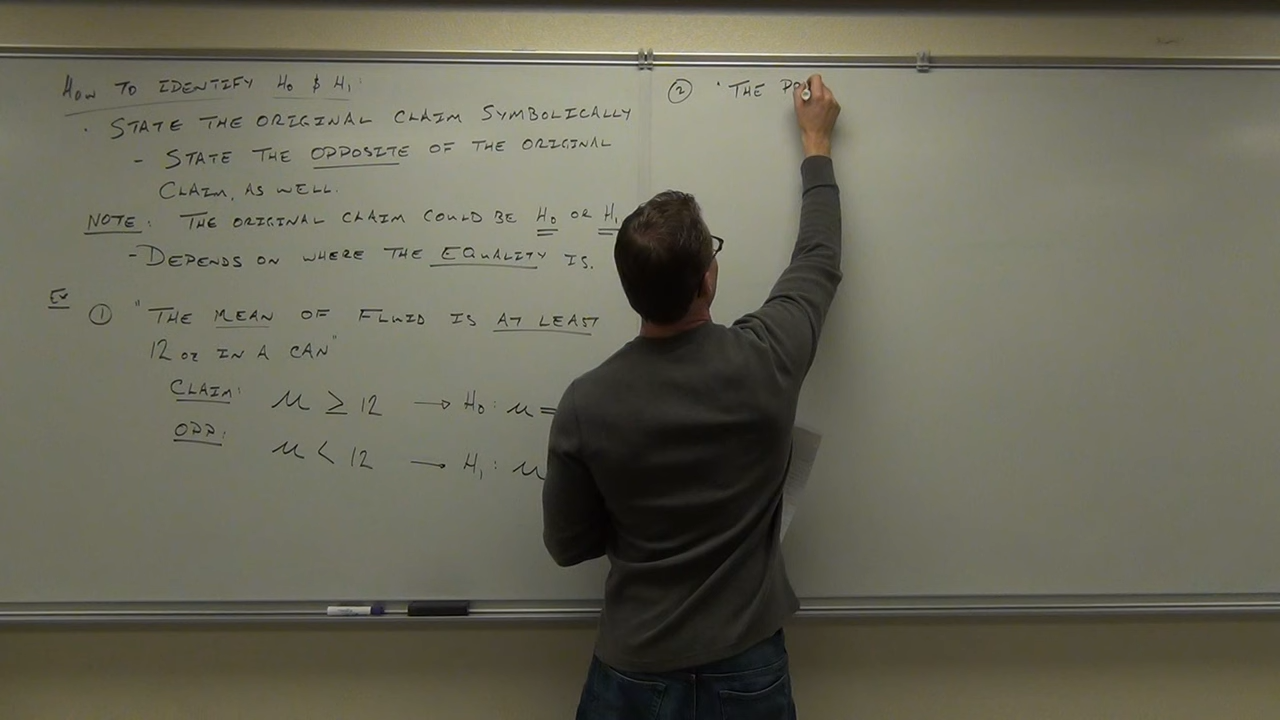 HOW TO IDENTIFY H0 & H1:
· STATE THE ORIGINAL CLAIM SYMBOLICALLY
- STATE THE OPPOSITE OF THE ORIGINAL
CLAIM, AS WELL.
NOTE: THE ORIGINAL CLAIM COULD BE H0 OR H1
- DEPENDS ON WHERE THE EQUALITY IS.
EX ① "THE MEAN OF FLUID IS AT LEAST
12 oz IN A CAN"
CLAIM: μ ≥ 12 → H0: μ =
OPP: μ < 12 → H1: μ
② "THE